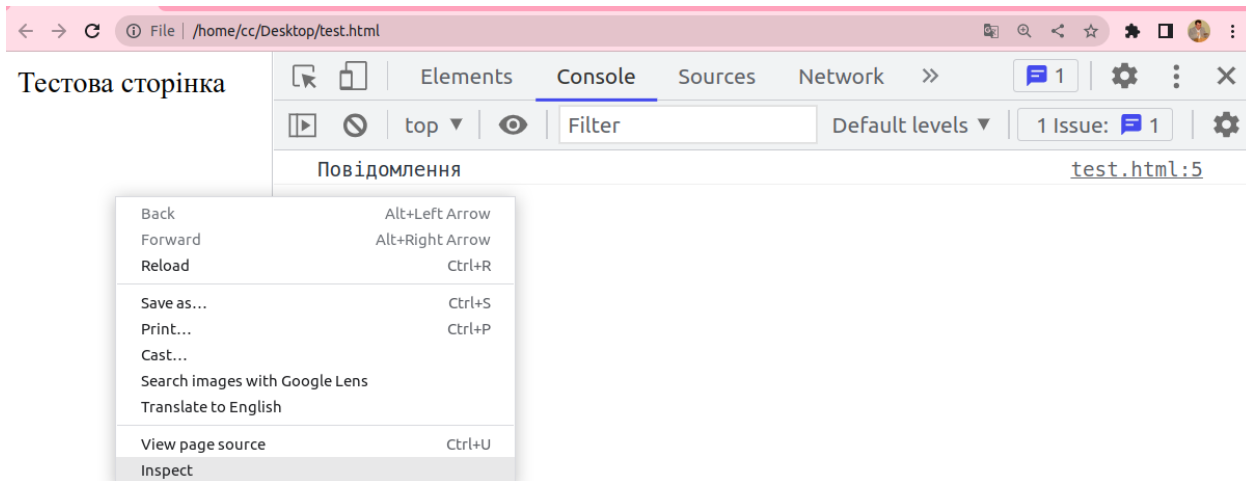 File | /home/cc/Desktop/test.html
Тестова сторінка
Elements Console Sources Network » 1
top ▼ Filter Default levels ▼ 1 Issue: 1
Повідомлення test.html:5
Back Alt+Left Arrow
Forward Alt+Right Arrow
Reload Ctrl+R
Save as… Ctrl+S
Print… Ctrl+P
Cast…
Search images with Google Lens
Translate to English
View page source Ctrl+U
Inspect